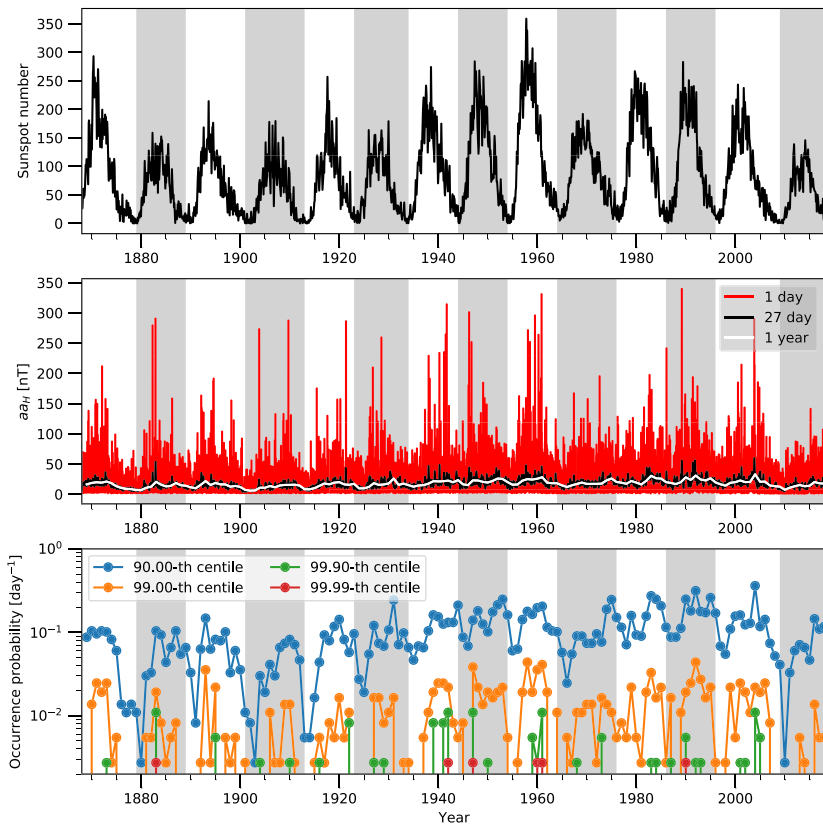 Sunspot number
350
300
250
200
150
100
50
0
1880 1900 1920 1940 1960 1980 2000
aa_H [nT]
350
300
250
200
150
100
50
0
1 day
27 day
1 year
1880 1900 1920 1940 1960 1980 2000
Occurrence probability [day⁻¹]
10⁰
10⁻¹
10⁻²
90.00-th centile 99.90-th centile
99.00-th centile 99.99-th centile
1880 1900 1920 1940 1960 1980 2000
Year